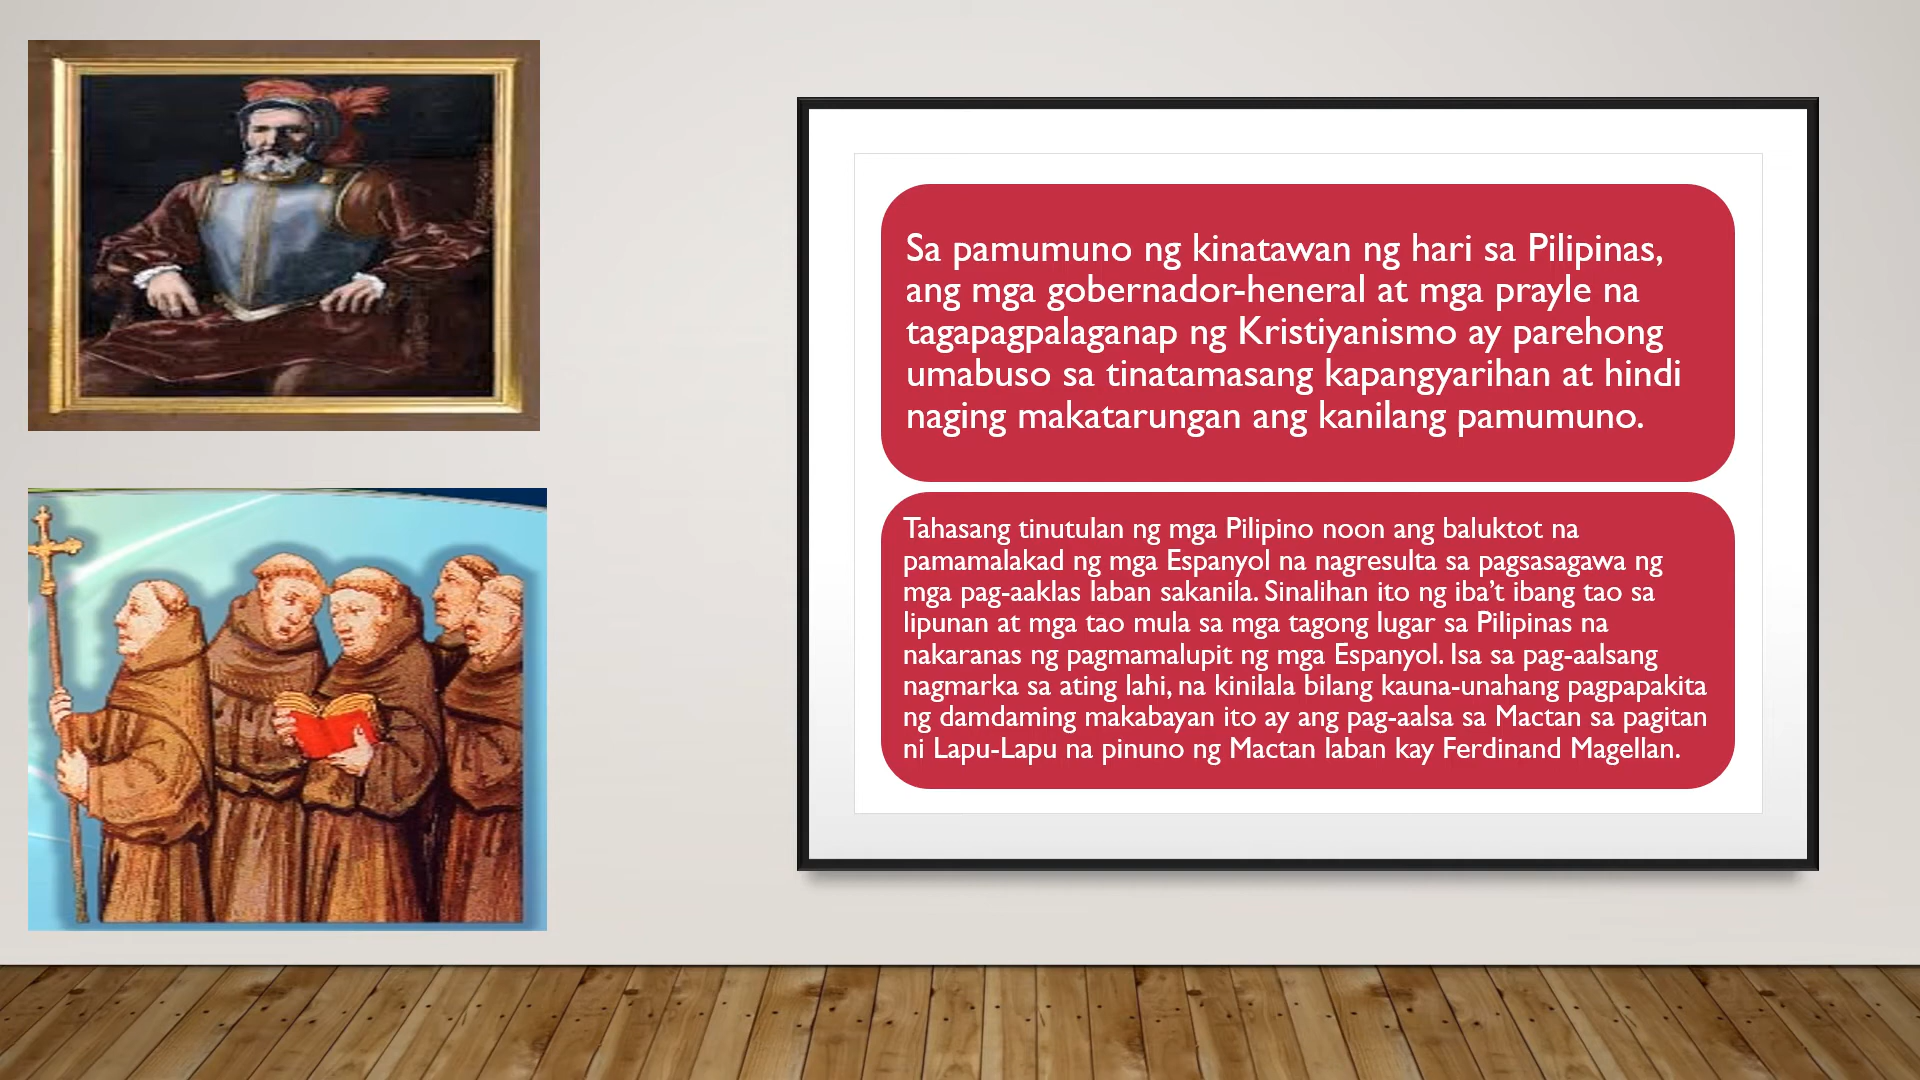 Sa pamumuno ng kinatawan ng hari sa Pilipinas,
ang mga gobernador-heneral at mga prayle na
tagapagpalaganap ng Kristiyanismo ay parehong
umabuso sa tinatamasang kapangyarihan at hindi
naging makatarungan ang kanilang pamumuno.
Tahasang tinutulan ng mga Pilipino noon ang baluktot na
pamamalakad ng mga Espanyol na nagresulta sa pagsasagawa ng
mga pag-aaklas laban sakanila. Sinalihan ito ng iba’t ibang tao sa
lipunan at mga tao mula sa mga tagong lugar sa Pilipinas na
nakaranas ng pagmamalupit ng mga Espanyol. Isa sa pag-aalsang
nagmarka sa ating lahi, na kinilala bilang kauna-unahang pagpapakita
ng damdaming makabayan ito ay ang pag-aalsa sa Mactan sa pagitan
ni Lapu-Lapu na pinuno ng Mactan laban kay Ferdinand Magellan.